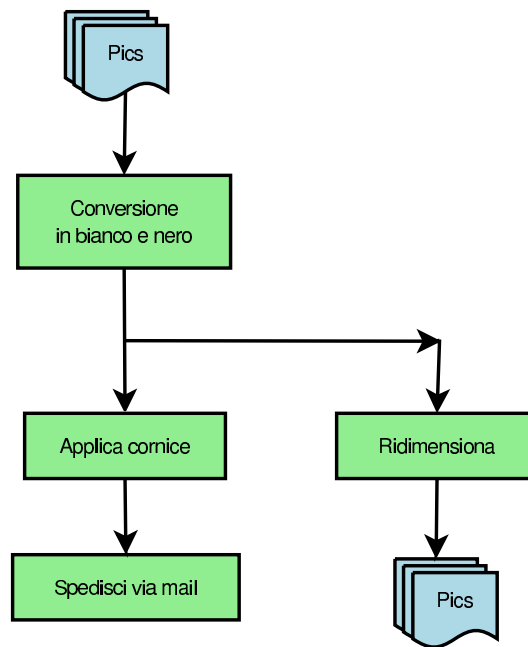 Pics
Conversione
in bianco e nero
Applica cornice
Ridimensiona
Spedisci via mail
Pics